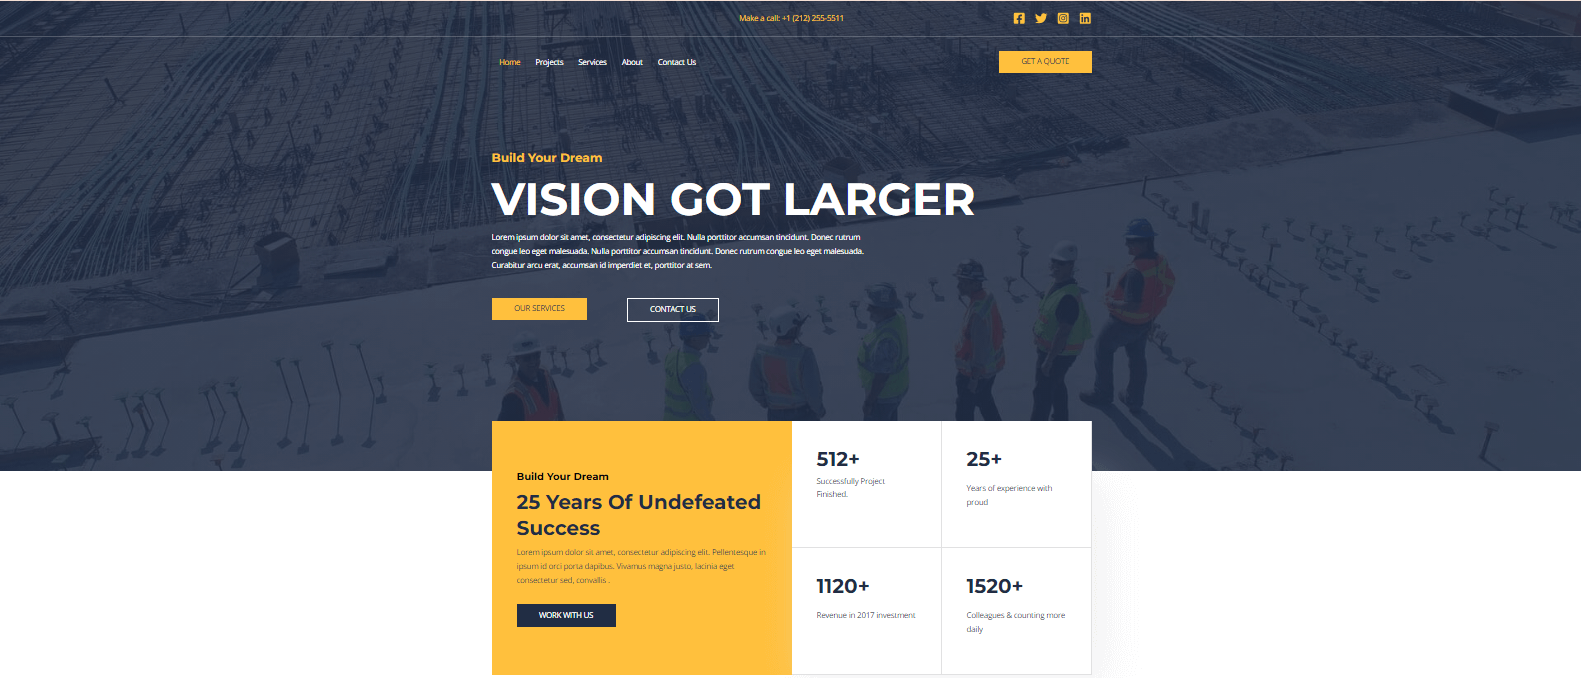 Make a call: +1 (212) 255-5511
Home Projects Services About Contact Us GET A QUOTE
Build Your Dream
VISION GOT LARGER
Lorem ipsum dolor sit amet, consectetur adipiscing elit. Nulla porttitor accumsan tincidunt. Donec rutrum
congue leo eget malesuada. Nulla porttitor accumsan tincidunt. Donec rutrum congue leo eget malesuada.
Curabitur arcu erat, accumsan id imperdiet et, porttitor at sem.
OUR SERVICES CONTACT US
Build Your Dream
25 Years Of Undefeated
Success
Lorem ipsum dolor sit amet, consectetur adipiscing elit. Pellentesque in
ipsum id orci porta dapibus. Vivamus magna justo, lacinia eget
consectetur sed, convallis .
WORK WITH US
512+
Successfully Project
Finished.
25+
Years of experience with
proud
1120+
Revenue in 2017 investment
1520+
Colleagues & counting more
daily